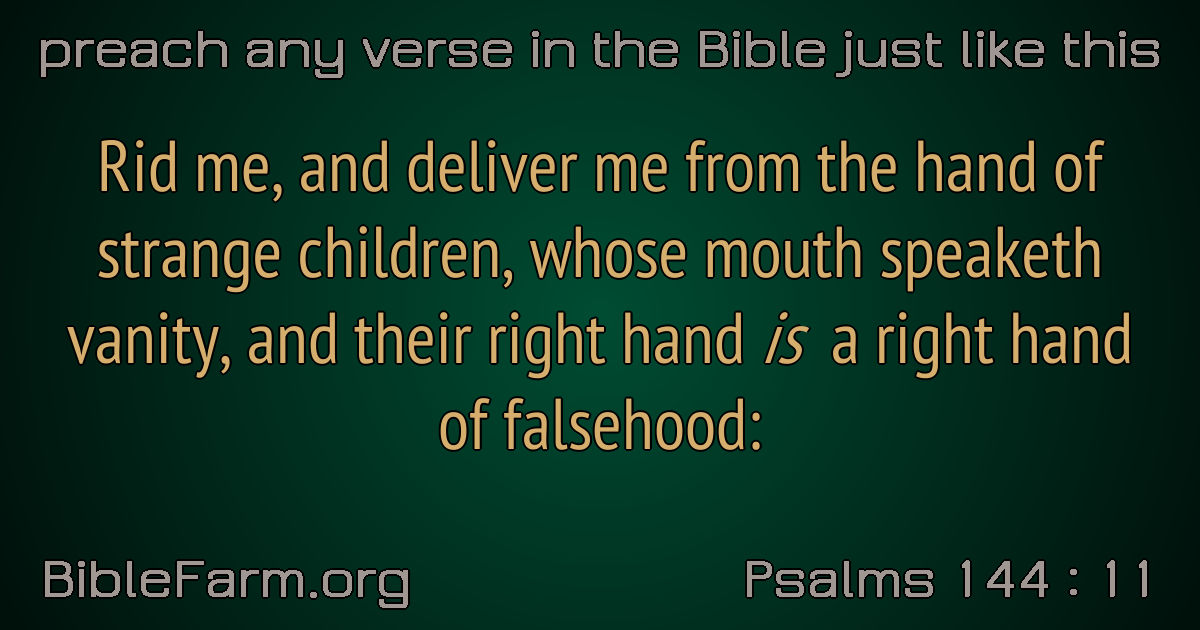 preach any verse in the Bible just like this
Rid me, and deliver me from the hand of
strange children, whose mouth speaketh
vanity, and their right hand is a right hand
of falsehood:
BibleFarm.org
Psalms 144 : 11